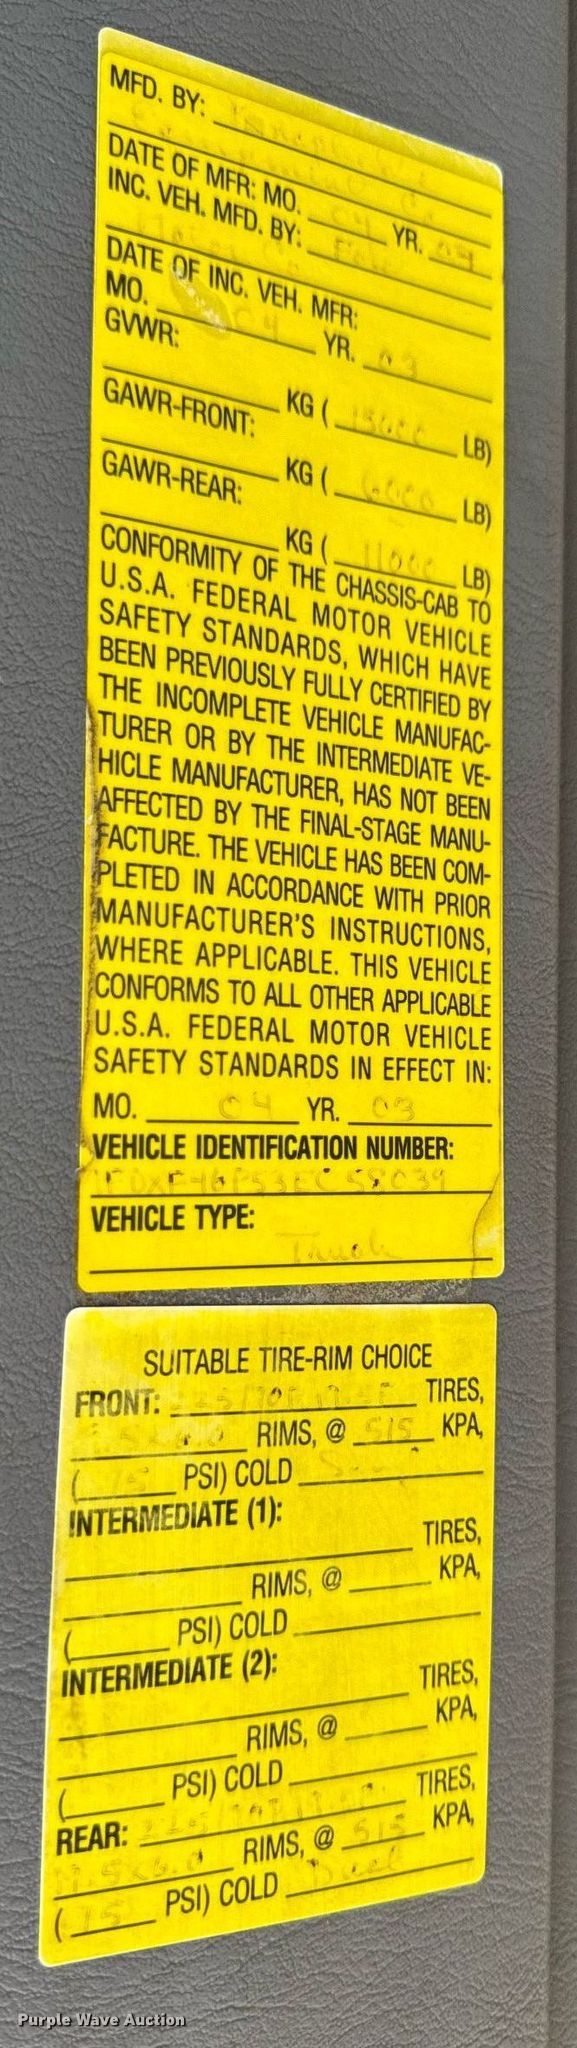 MFD. BY:
DATE OF MFR: MO. 04 YR. 04
INC. VEH. MFD. BY: Ford
Motor Co
DATE OF INC. VEH. MFR:
MO. 04 YR. 03
GVWR:
KG ( 15000 LB)
GAWR-FRONT:
KG ( 6000 LB)
GAWR-REAR:
KG ( 11000 LB)
CONFORMITY OF THE CHASSIS-CAB TO
U.S.A. FEDERAL MOTOR VEHICLE
SAFETY STANDARDS, WHICH HAVE
BEEN PREVIOUSLY FULLY CERTIFIED BY
THE INCOMPLETE VEHICLE MANUFAC-
TURER OR BY THE INTERMEDIATE VE-
HICLE MANUFACTURER, HAS NOT BEEN
AFFECTED BY THE FINAL-STAGE MANU-
FACTURE. THE VEHICLE HAS BEEN COM-
PLETED IN ACCORDANCE WITH PRIOR
MANUFACTURER'S INSTRUCTIONS,
WHERE APPLICABLE. THIS VEHICLE
CONFORMS TO ALL OTHER APPLICABLE
U.S.A. FEDERAL MOTOR VEHICLE
SAFETY STANDARDS IN EFFECT IN:
MO. 04 YR. 03
VEHICLE IDENTIFICATION NUMBER:
1FDXF46P53EC58039
VEHICLE TYPE:
Truck
SUITABLE TIRE-RIM CHOICE
FRONT: TIRES,
RIMS, @ 515 KPA,
( 75 PSI) COLD
INTERMEDIATE (1):
TIRES,
RIMS, @ KPA,
( PSI) COLD
INTERMEDIATE (2):
TIRES,
RIMS, @ KPA,
( PSI) COLD
REAR: TIRES,
19.5x6.0 RIMS, @ 515 KPA,
( 75 PSI) COLD Dual
Purple Wave Auction